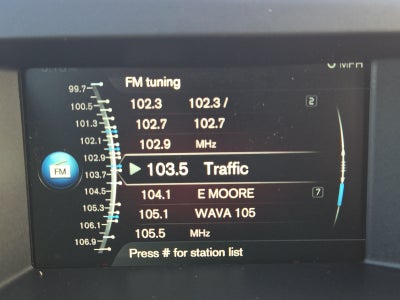 MPH
FM tuning
99.7
100.5
101.3
102.1
102.9
103.7
104.5
105.3
106.1
106.9
FM
102.3 102.3 / 2
102.7 102.7
102.9 MHz
103.5 Traffic
104.1 E MOORE 7
105.1 WAVA 105
105.5 MHz
Press # for station list